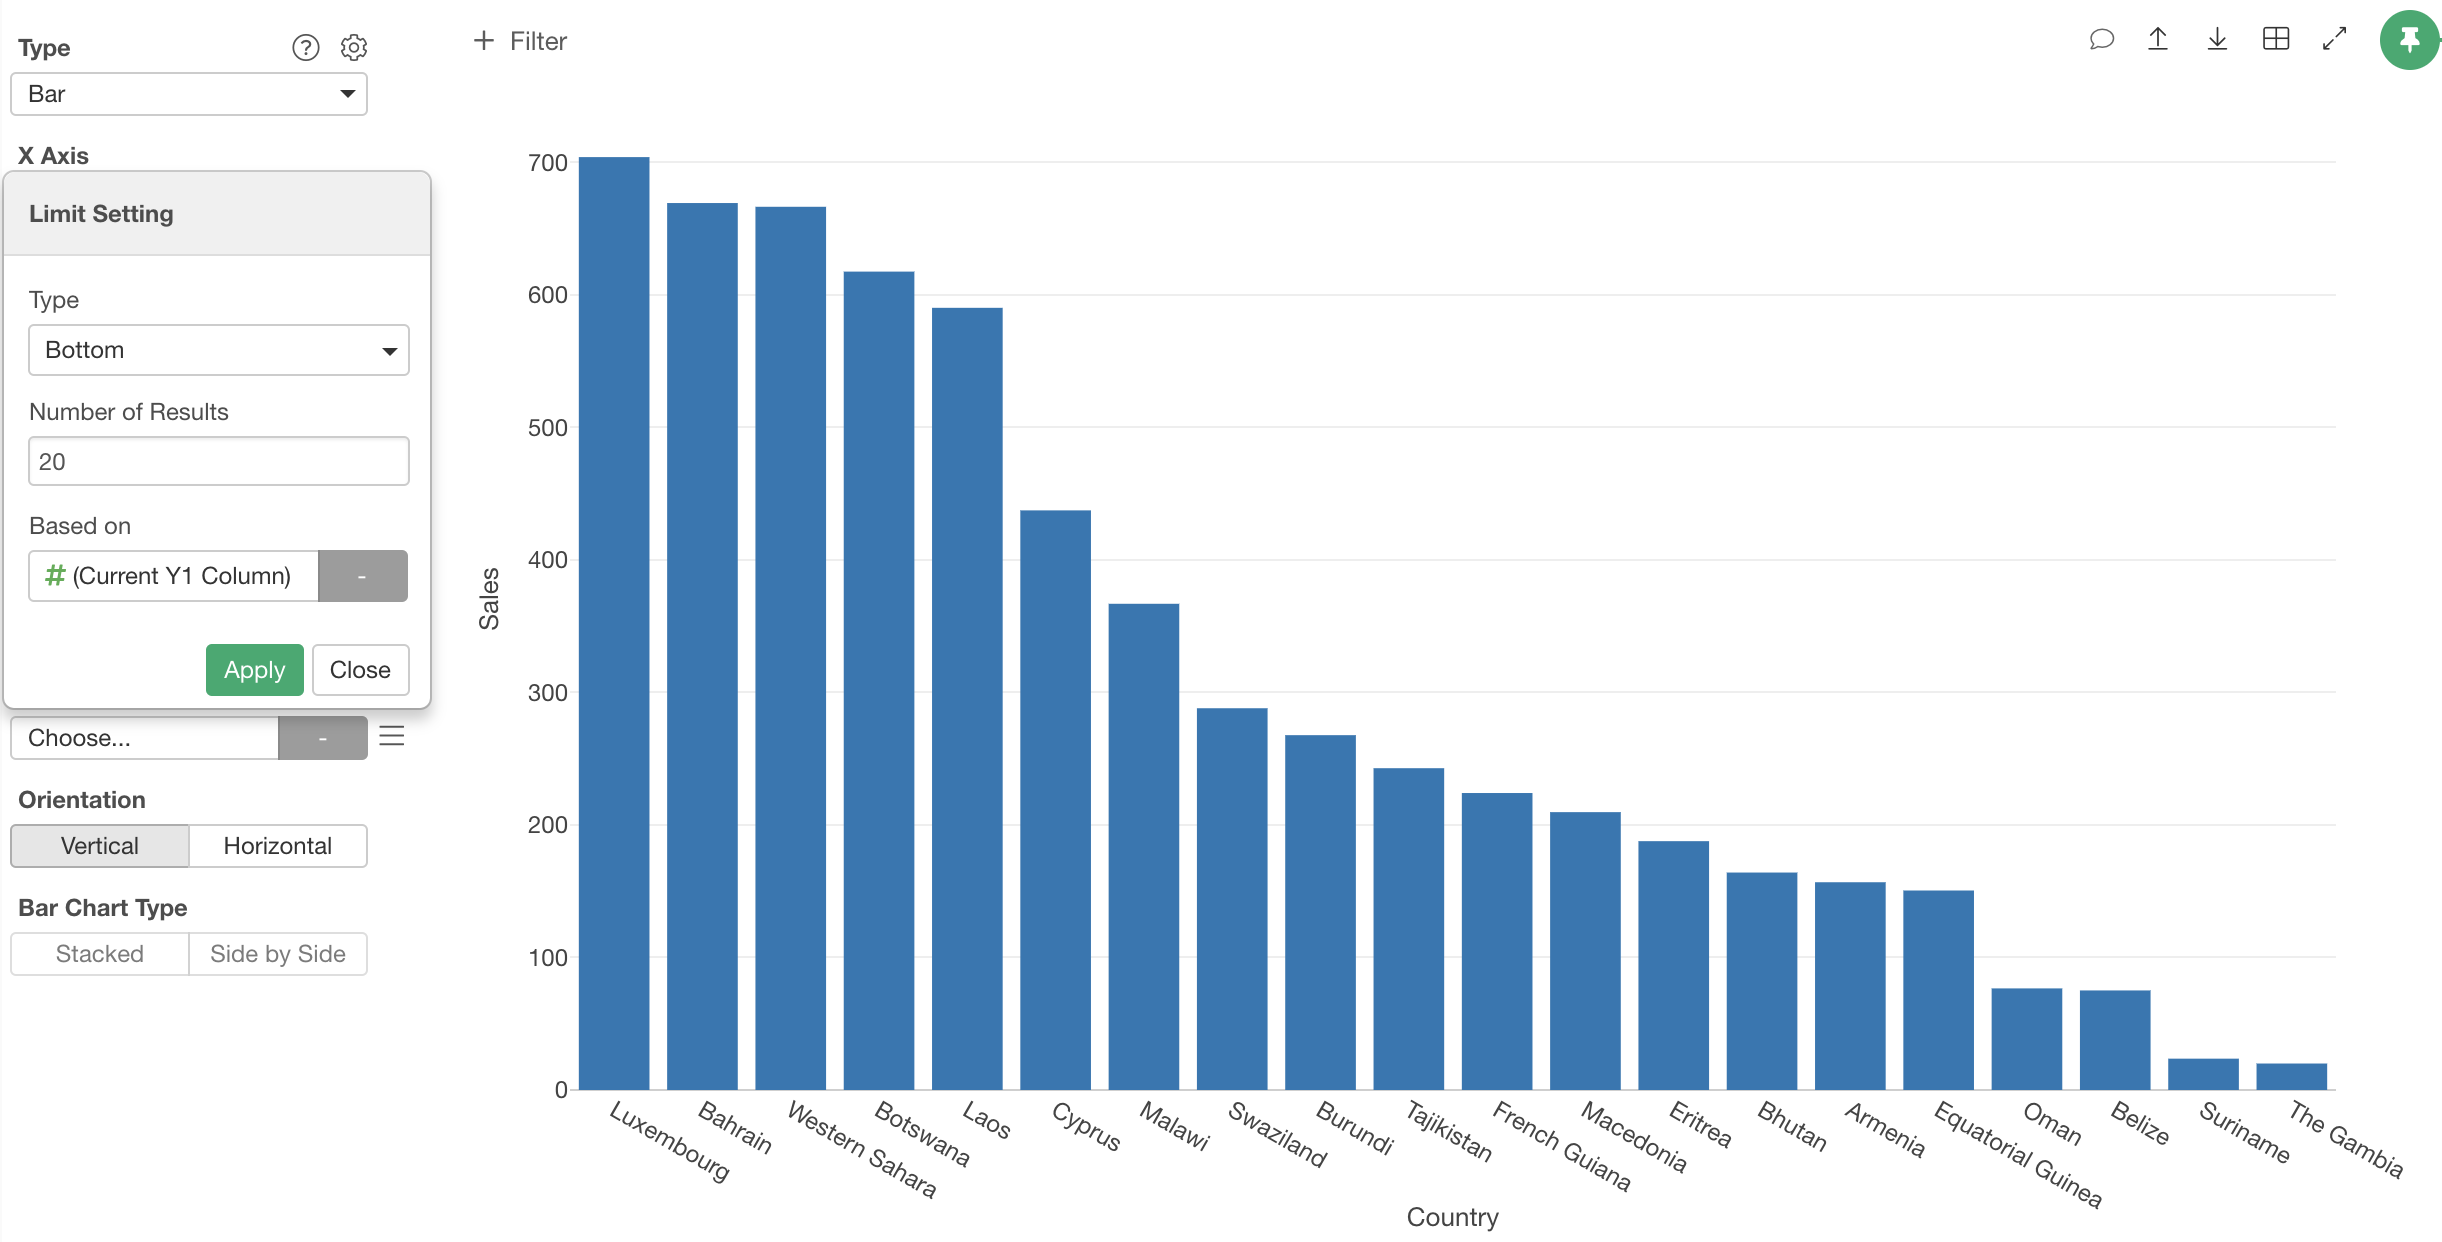 Type
?
Bar
X Axis
Limit Setting
Type
Bottom
Number of Results
20
Based on
# (Current Y1 Column) -
Apply Close
Choose... -
Orientation
Vertical Horizontal
Bar Chart Type
Stacked Side by Side
+ Filter
700
600
500
400
300
200
100
0
Sales
Luxembourg
Bahrain
Western Sahara
Botswana
Laos
Cyprus
Malawi
Swaziland
Burundi
Tajikistan
French Guiana
Macedonia
Eritrea
Bhutan
Armenia
Equatorial Guinea
Oman
Belize
Suriname
The Gambia
Country